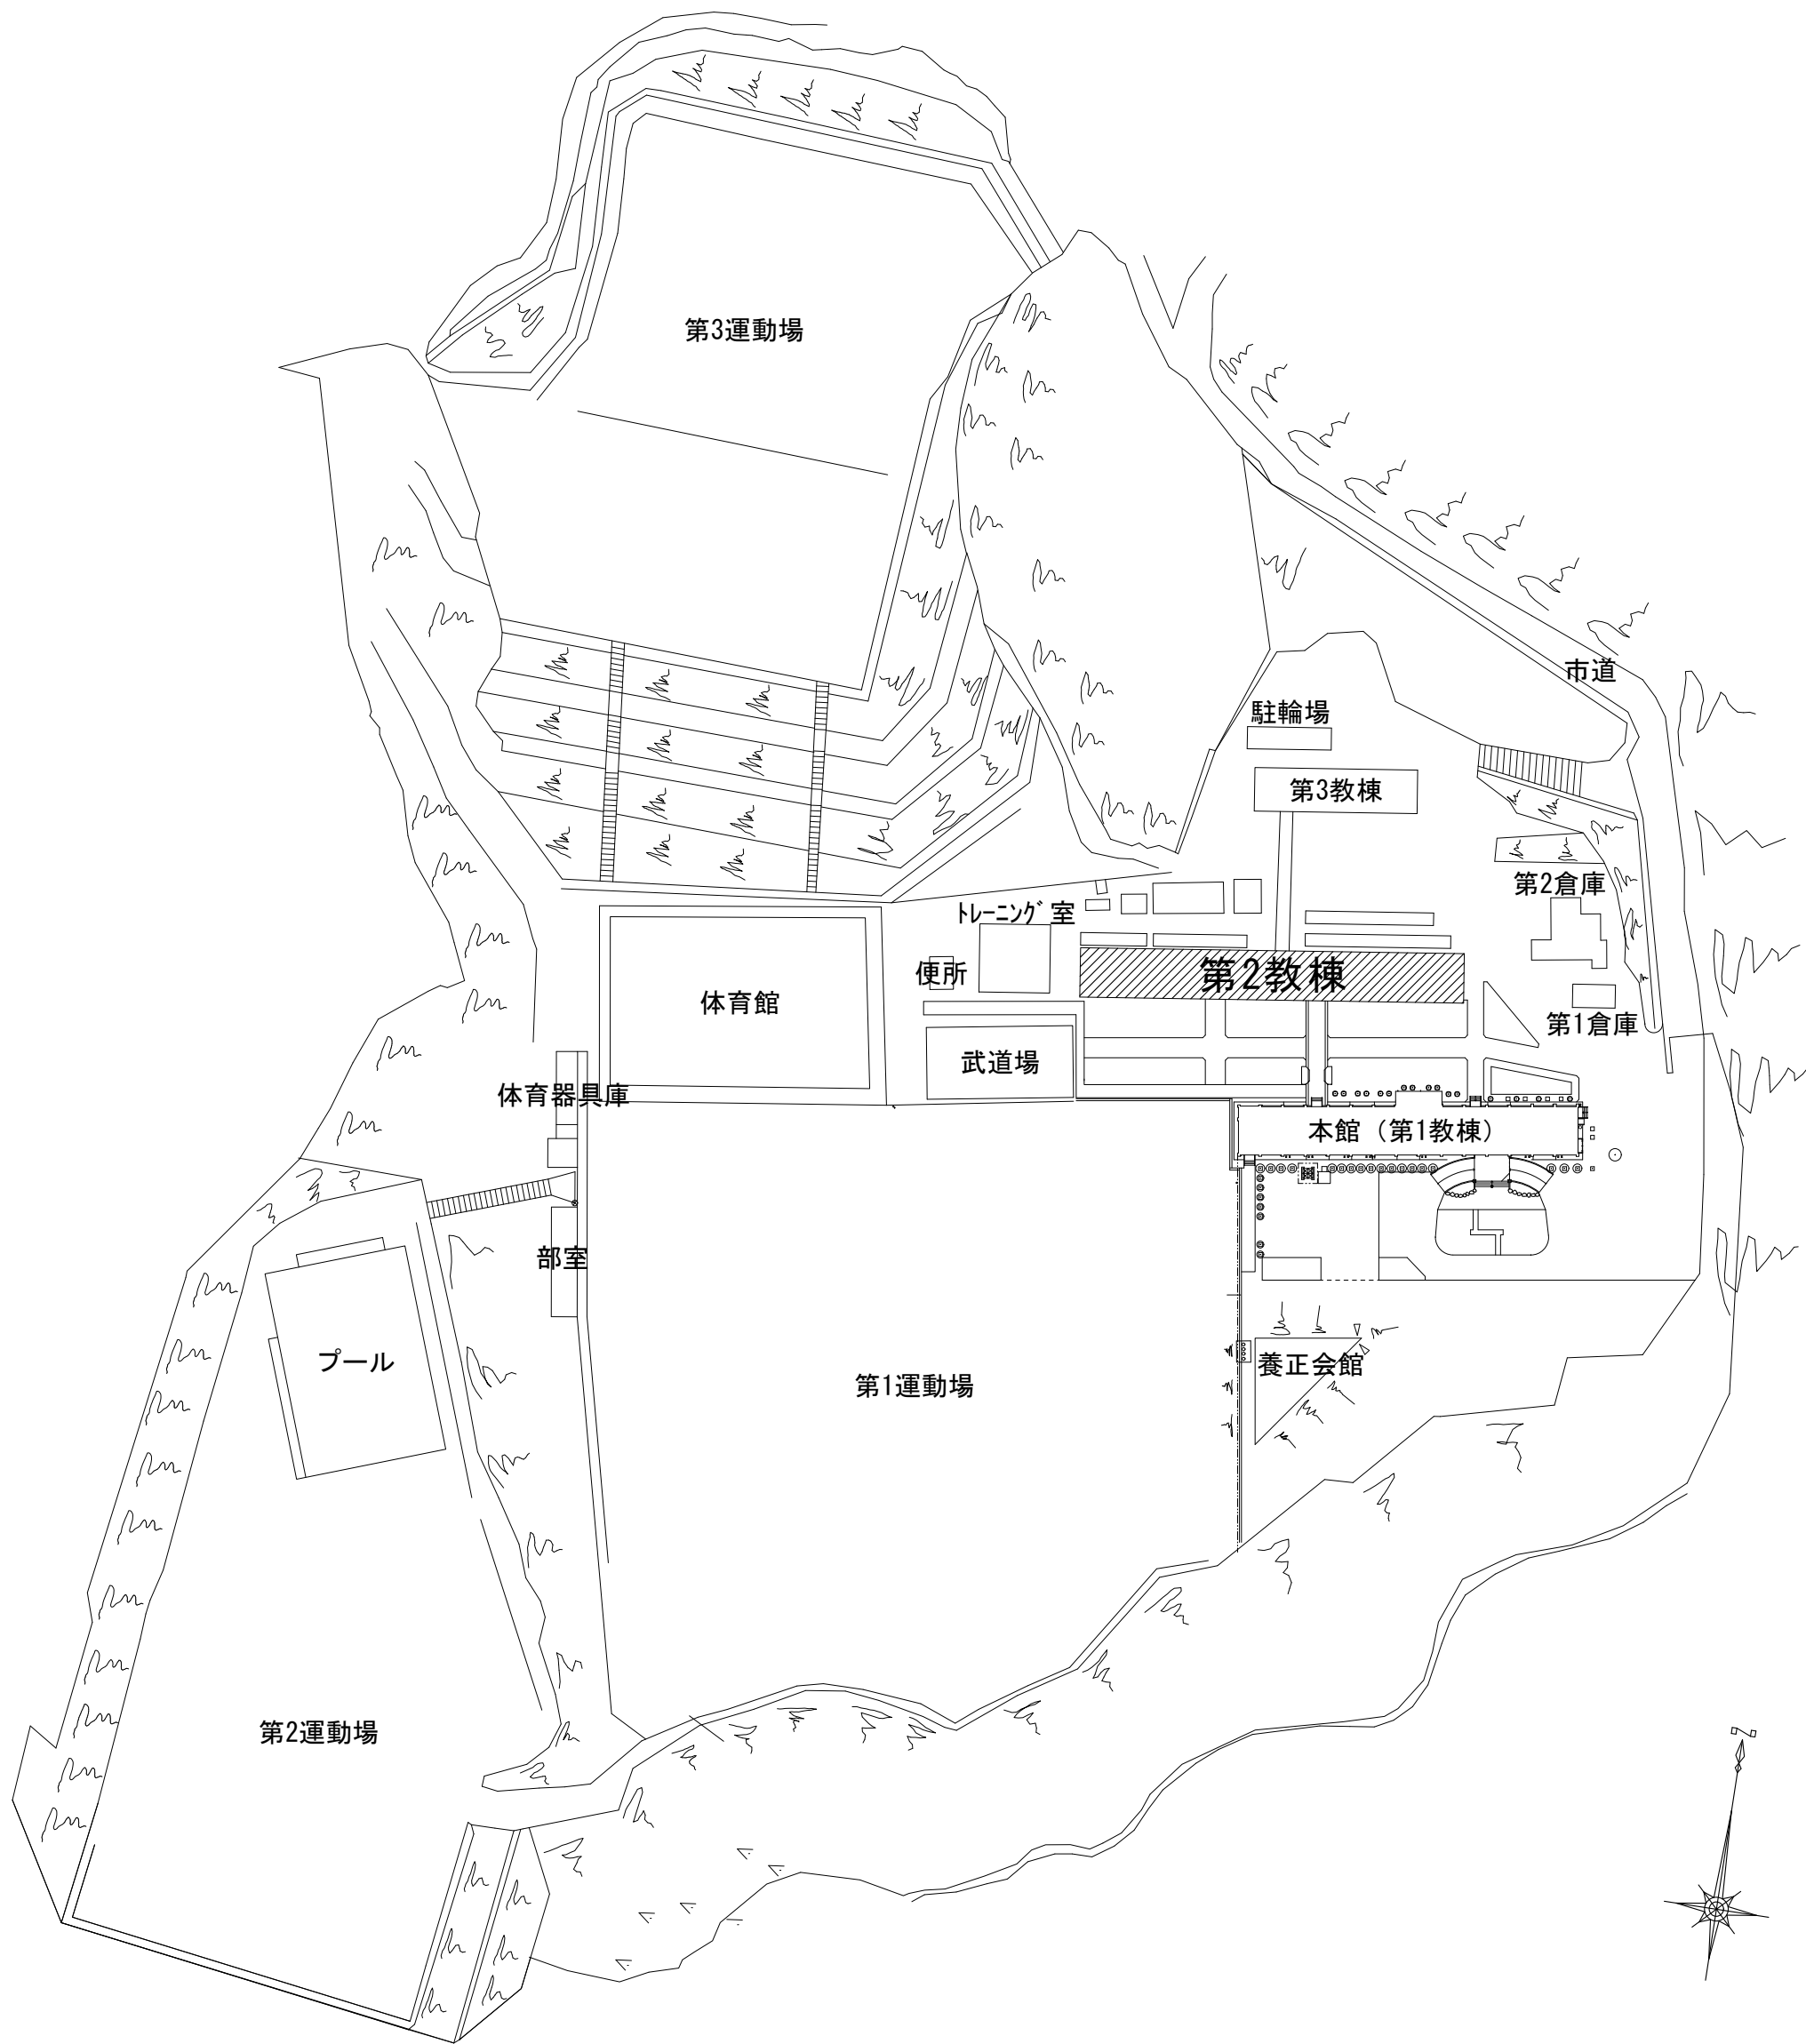 第3運動場
市道
駐輪場
第3教棟
第2倉庫
トレーニング室
便所
第2教棟
体育館
第1倉庫
武道場
体育器具庫
本館（第1教棟）
部室
プール
養正会館
第1運動場
第2運動場
N